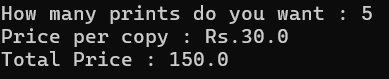 How many prints do you want : 5
Price per copy : Rs.30.0
Total Price : 150.0